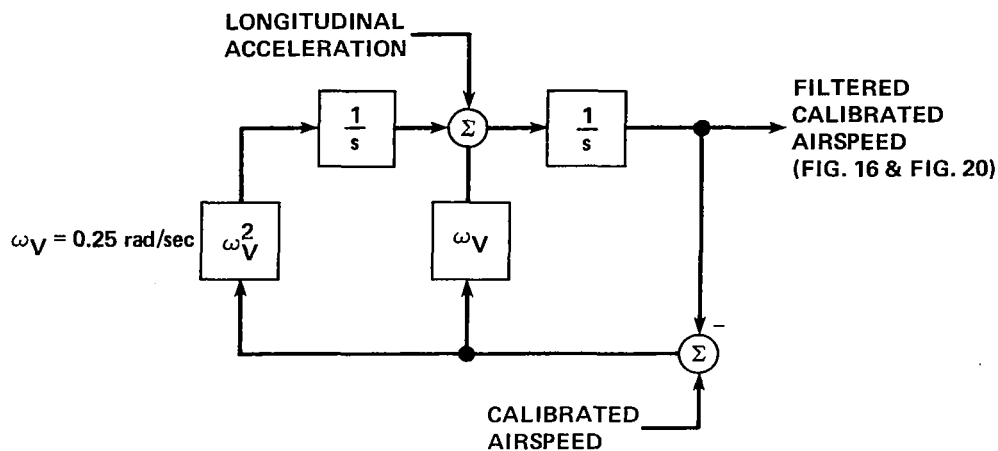 LONGITUDINAL
ACCELERATION
1
s
Σ
1
s
FILTERED
CALIBRATED
AIRSPEED
(FIG. 16 & FIG. 20)
ωV = 0.25 rad/sec
ω²V
ωV
−
Σ
CALIBRATED
AIRSPEED